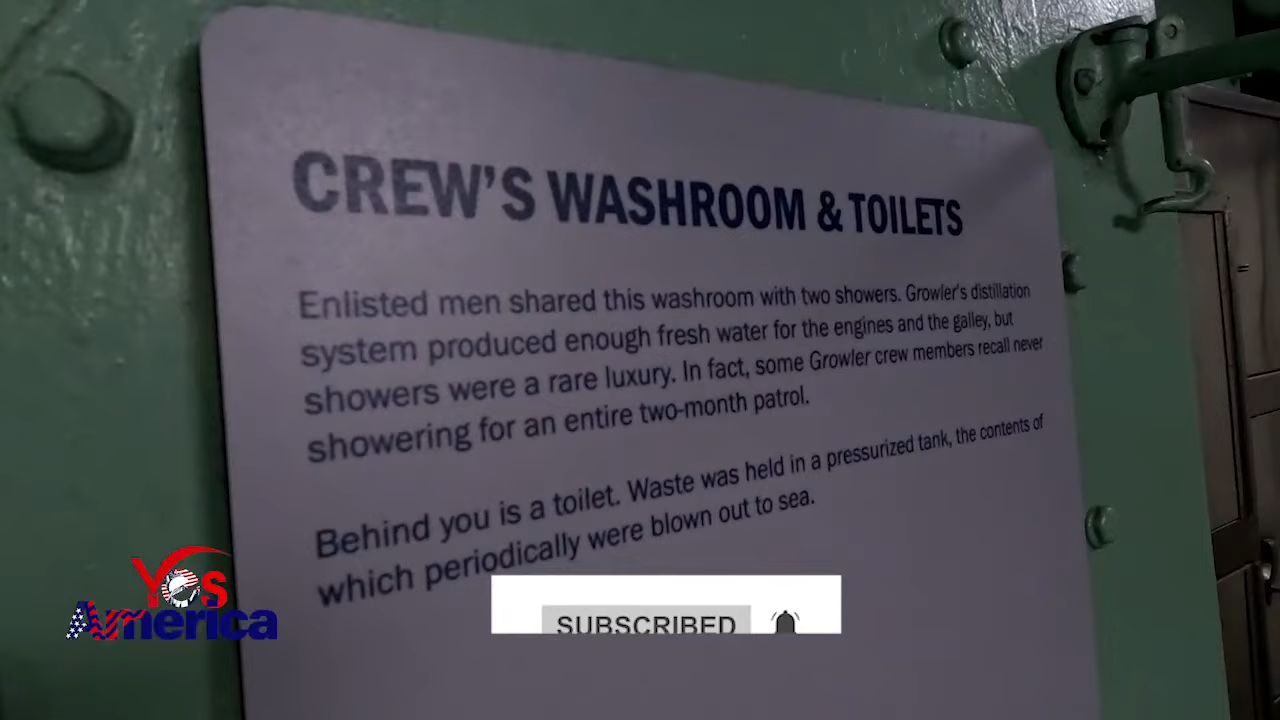 CREW'S WASHROOM & TOILETS
Enlisted men shared this washroom with two showers. Growler's distillation
system produced enough fresh water for the engines and the galley, but
showers were a rare luxury. In fact, some Growler crew members recall never
showering for an entire two-month patrol.
Behind you is a toilet. Waste was held in a pressurized tank, the contents of
which periodically were blown out to sea.
Yes
America
SUBSCRIBED